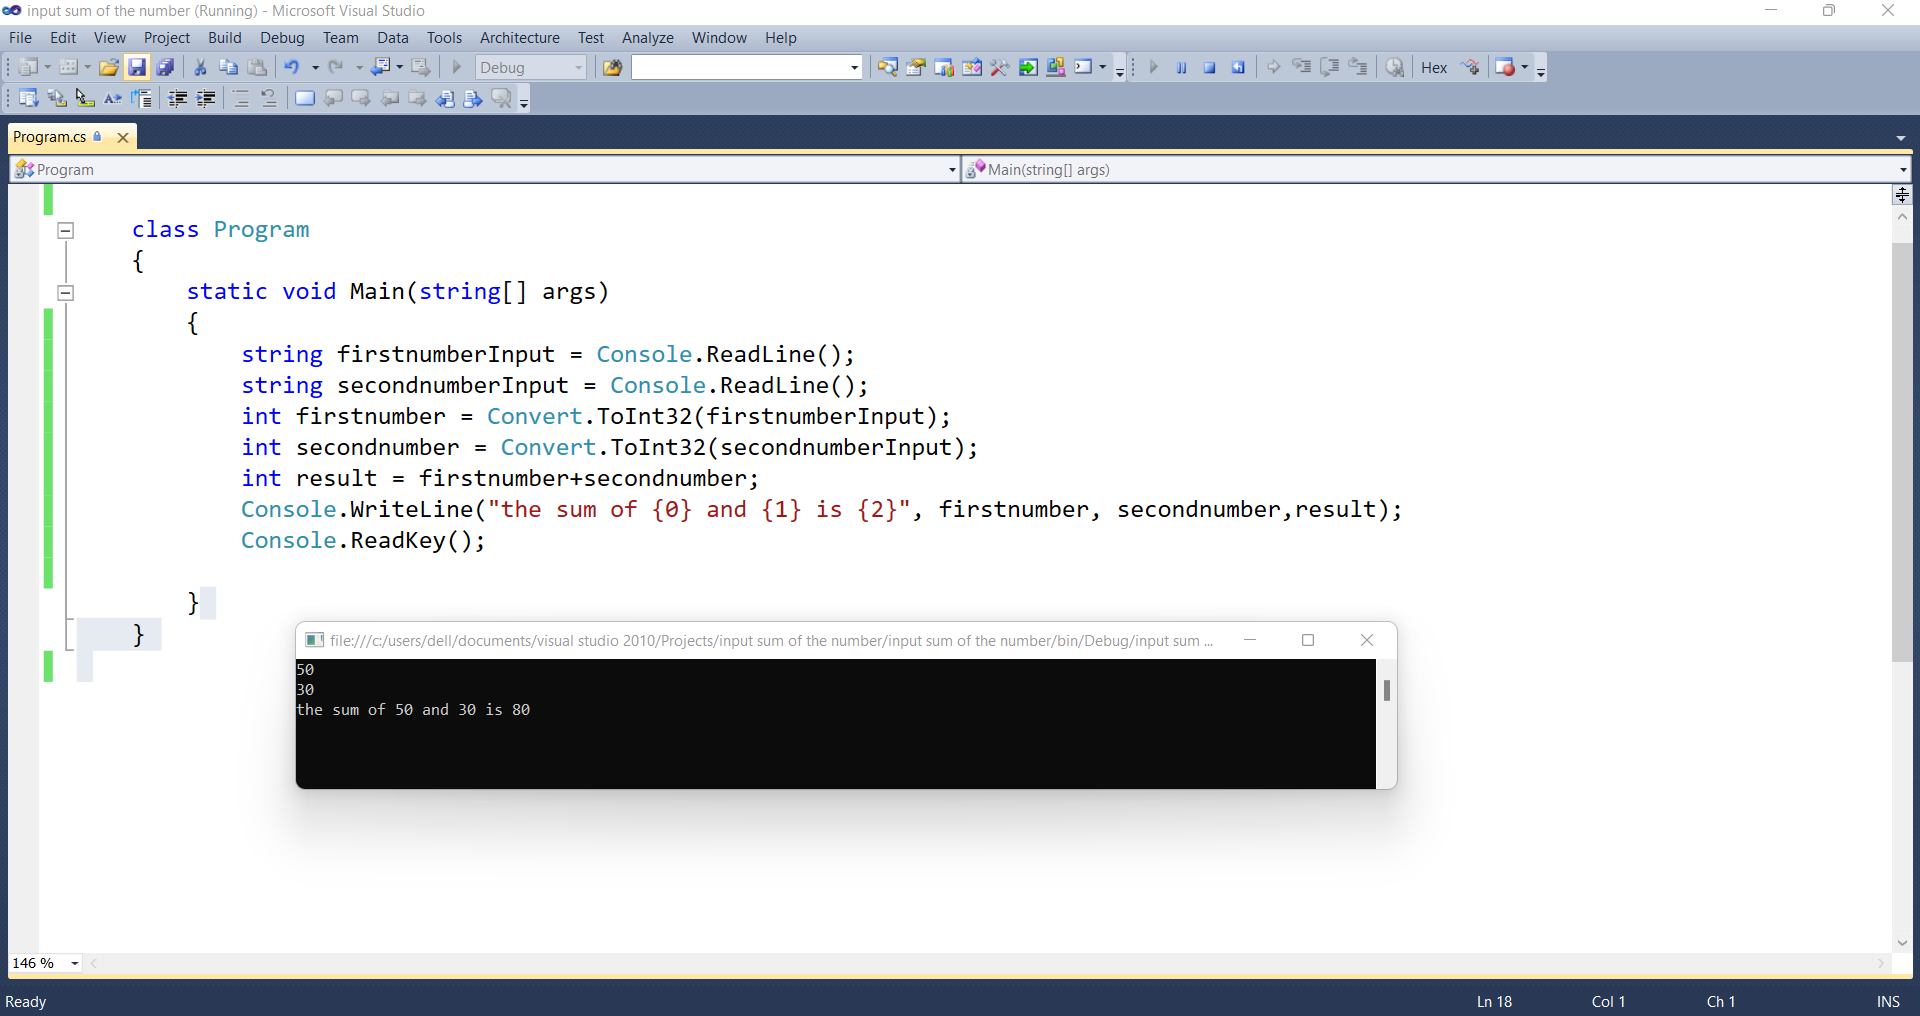 input sum of the number (Running) - Microsoft Visual Studio
File Edit View Project Build Debug Team Data Tools Architecture Test Analyze Window Help
Debug Hex
Program.cs
Program Main(string[] args)
class Program
{
static void Main(string[] args)
{
string firstnumberInput = Console.ReadLine();
string secondnumberInput = Console.ReadLine();
int firstnumber = Convert.ToInt32(firstnumberInput);
int secondnumber = Convert.ToInt32(secondnumberInput);
int result = firstnumber+secondnumber;
Console.WriteLine("the sum of {0} and {1} is {2}", firstnumber, secondnumber,result);
Console.ReadKey();
}
}
file:///c:/users/dell/documents/visual studio 2010/Projects/input sum of the number/input sum of the number/bin/Debug/input sum ...
50
30
the sum of 50 and 30 is 80
146 %
Ready Ln 18 Col 1 Ch 1 INS